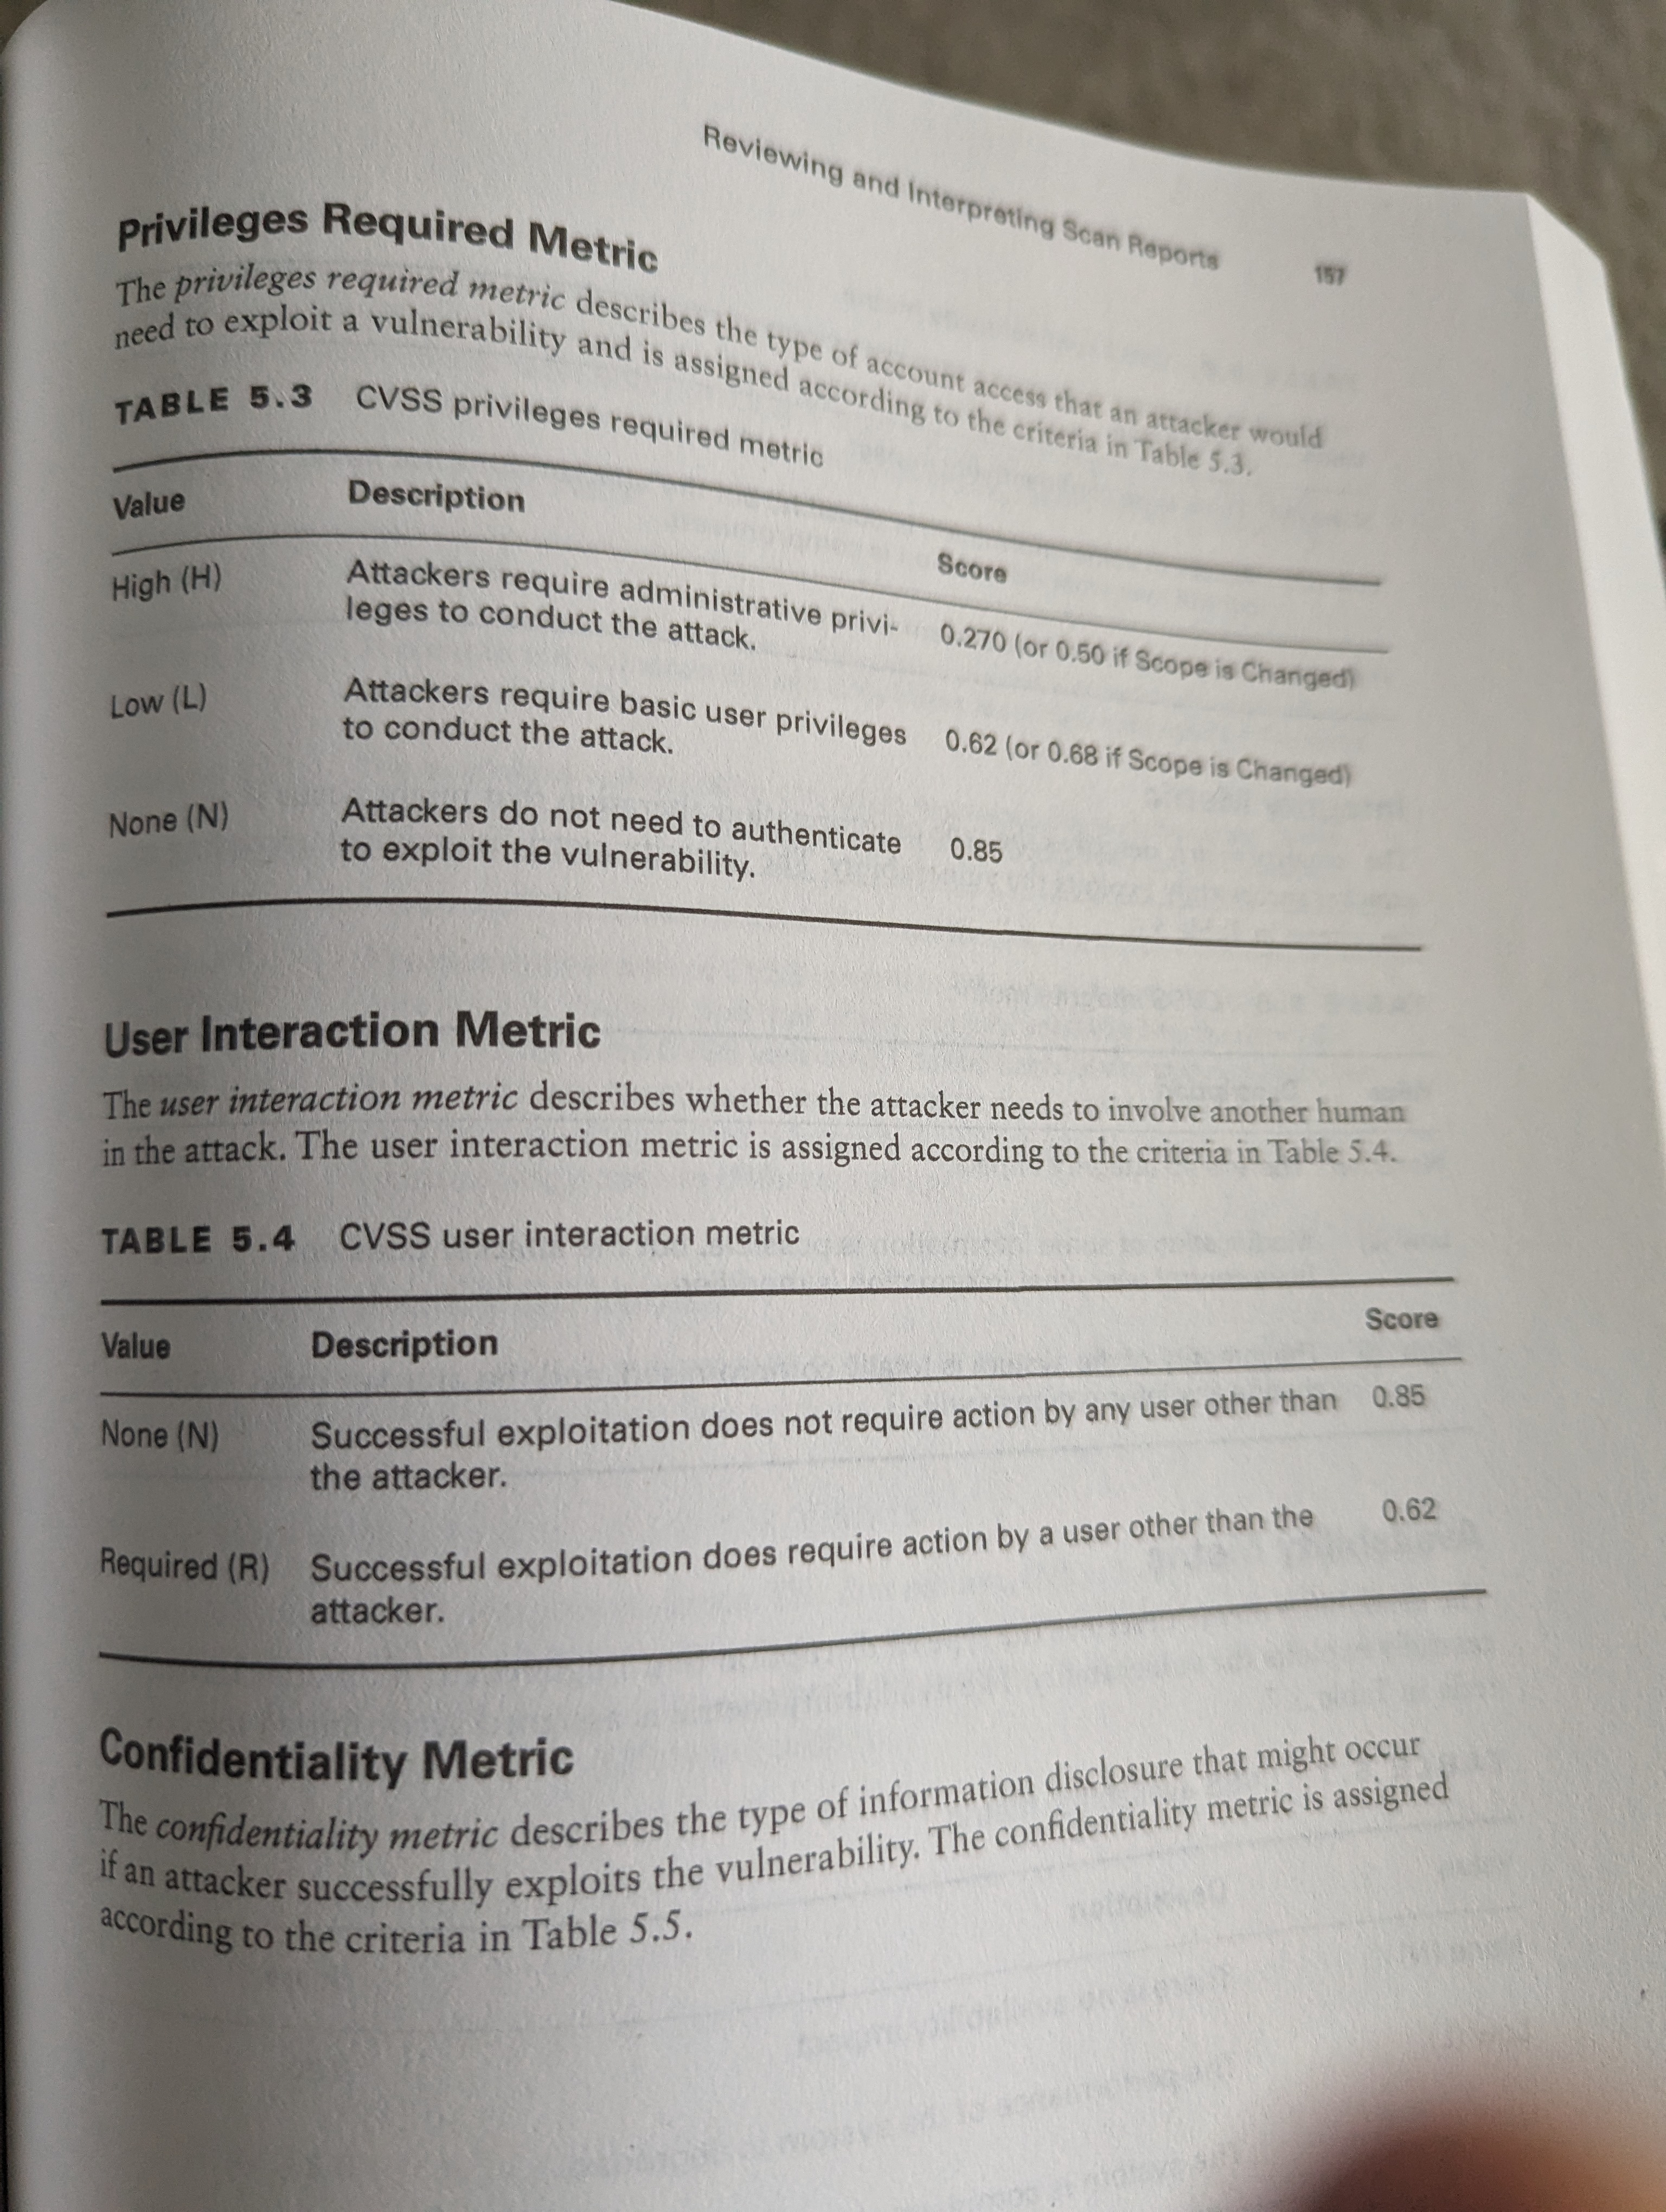 Reviewing and Interpreting Scan Reports 157
Privileges Required Metric
The privileges required metric describes the type of account access that an attacker would
need to exploit a vulnerability and is assigned according to the criteria in Table 5.3.
TABLE 5.3 CVSS privileges required metric
Value Description Score
High (H) Attackers require administrative privi- 0.270 (or 0.50 if Scope is Changed)
leges to conduct the attack.
Low (L) Attackers require basic user privileges 0.62 (or 0.68 if Scope is Changed)
to conduct the attack.
None (N) Attackers do not need to authenticate 0.85
to exploit the vulnerability.
User Interaction Metric
The user interaction metric describes whether the attacker needs to involve another human
in the attack. The user interaction metric is assigned according to the criteria in Table 5.4.
TABLE 5.4 CVSS user interaction metric
Value Description Score
None (N) Successful exploitation does not require action by any user other than 0.85
the attacker.
Required (R) Successful exploitation does require action by a user other than the 0.62
attacker.
Confidentiality Metric
The confidentiality metric describes the type of information disclosure that might occur
if an attacker successfully exploits the vulnerability. The confidentiality metric is assigned
according to the criteria in Table 5.5.